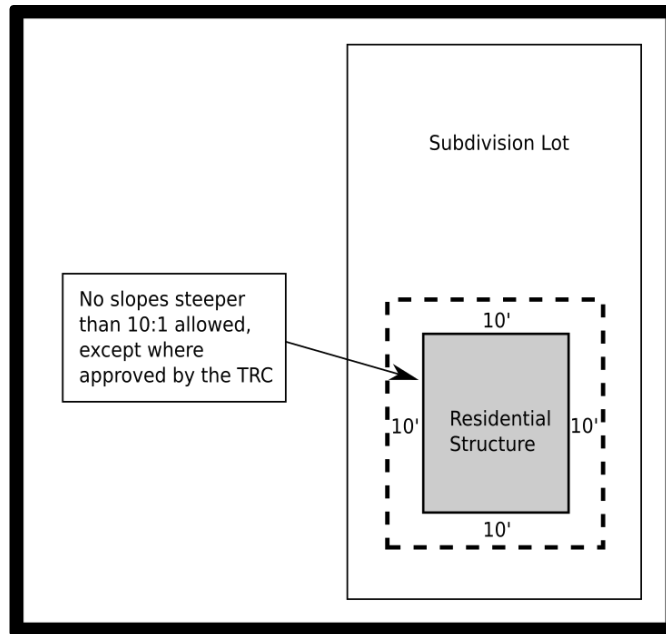 Subdivision Lot
No slopes steeper
than 10:1 allowed,
except where
approved by the TRC
10'
10'
Residential
Structure
10'
10'